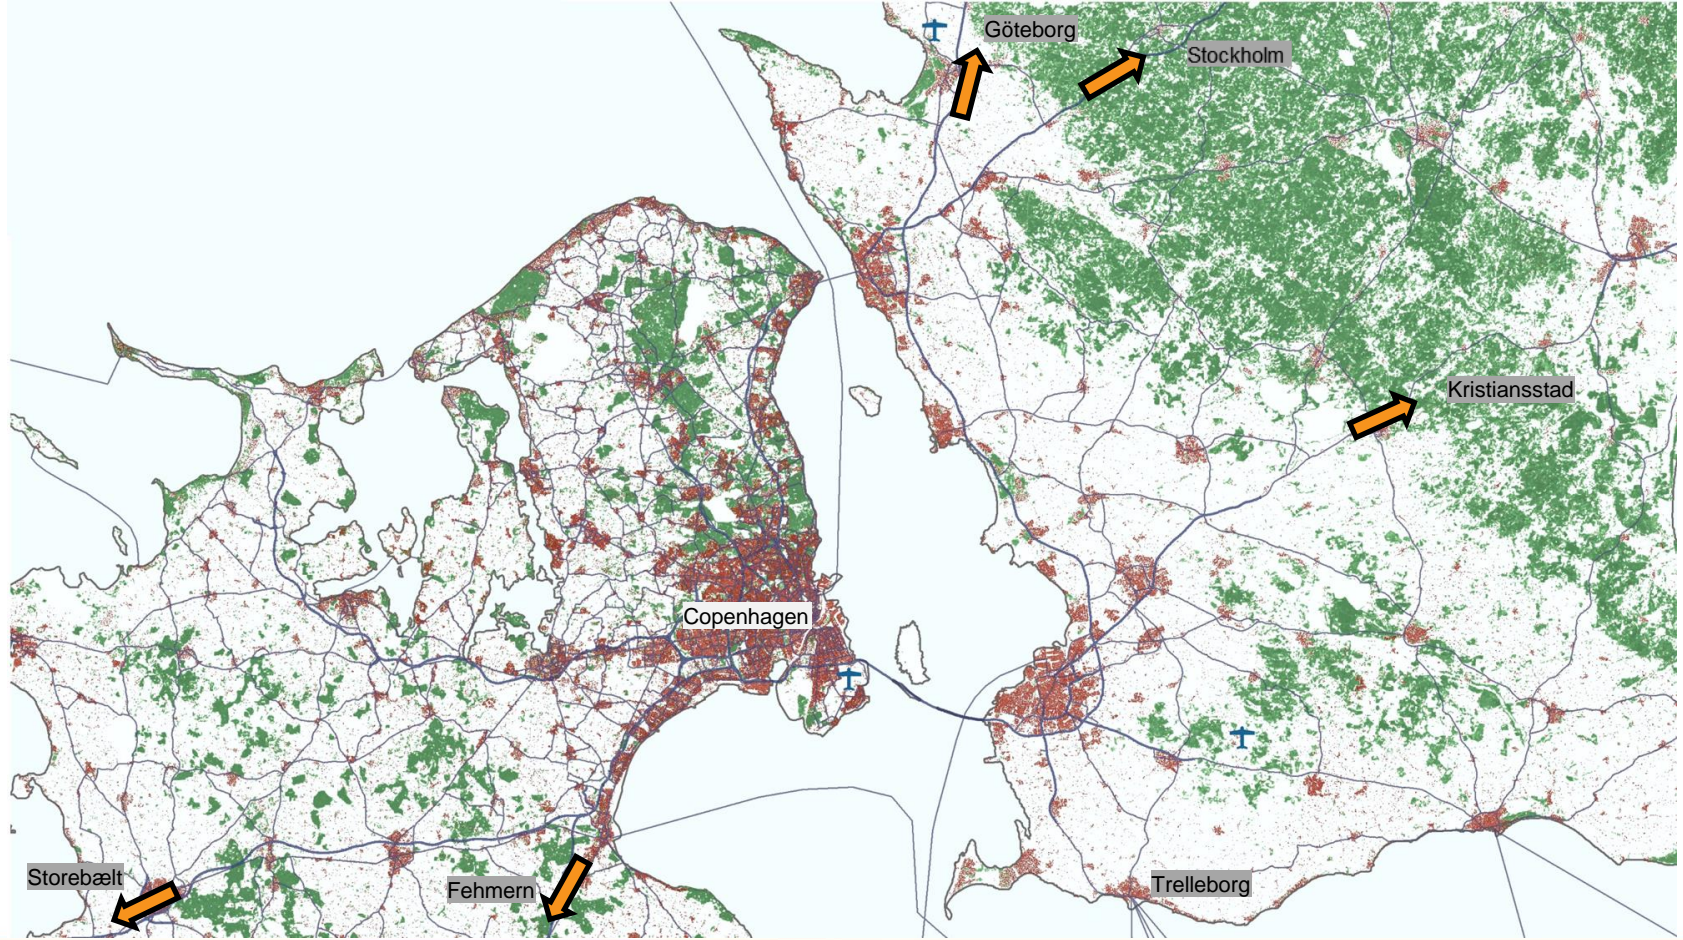 Göteborg
Stockholm
Kristiansstad
Copenhagen
Storebælt
Fehmern
Trelleborg